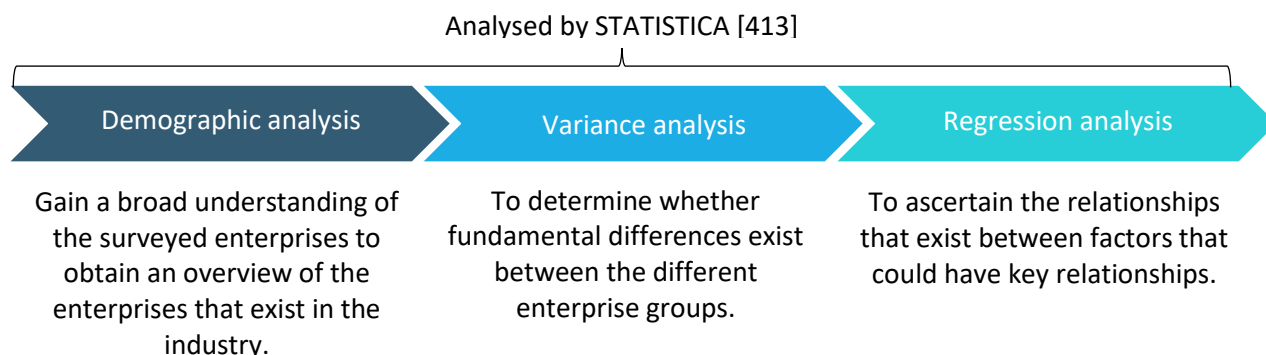 Analysed by STATISTICA [413]
Demographic analysis
Variance analysis
Regression analysis
Gain a broad understanding of
the surveyed enterprises to
obtain an overview of the
enterprises that exist in the
industry.
To determine whether
fundamental differences exist
between the different
enterprise groups.
To ascertain the relationships
that exist between factors that
could have key relationships.